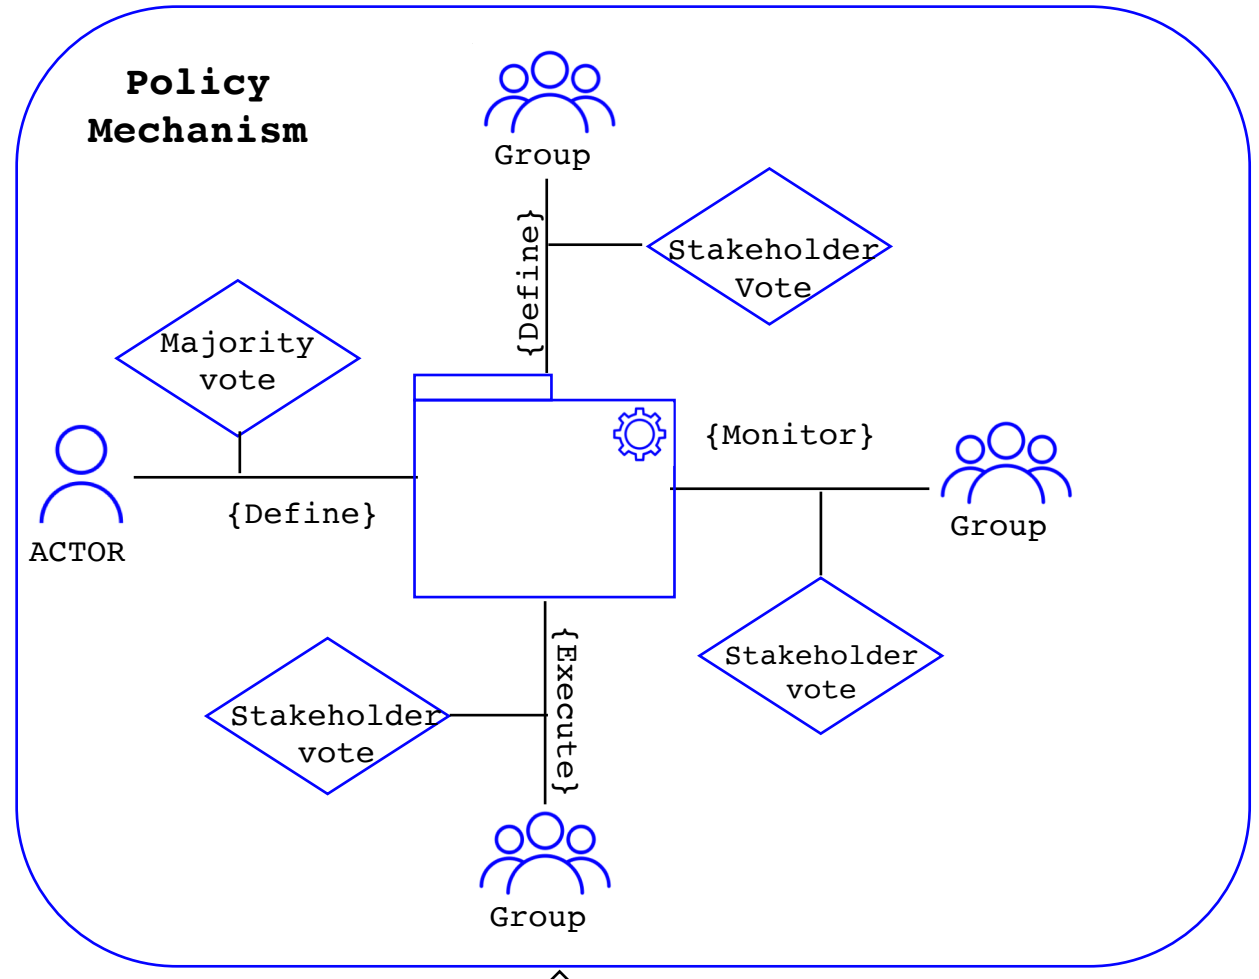 Policy
Mechanism
Group
{Define}
Stakeholder
Vote
Majority
vote
{Monitor}
{Define}
ACTOR
Group
{Execute}
Stakeholder
vote
Stakeholder
vote
Group